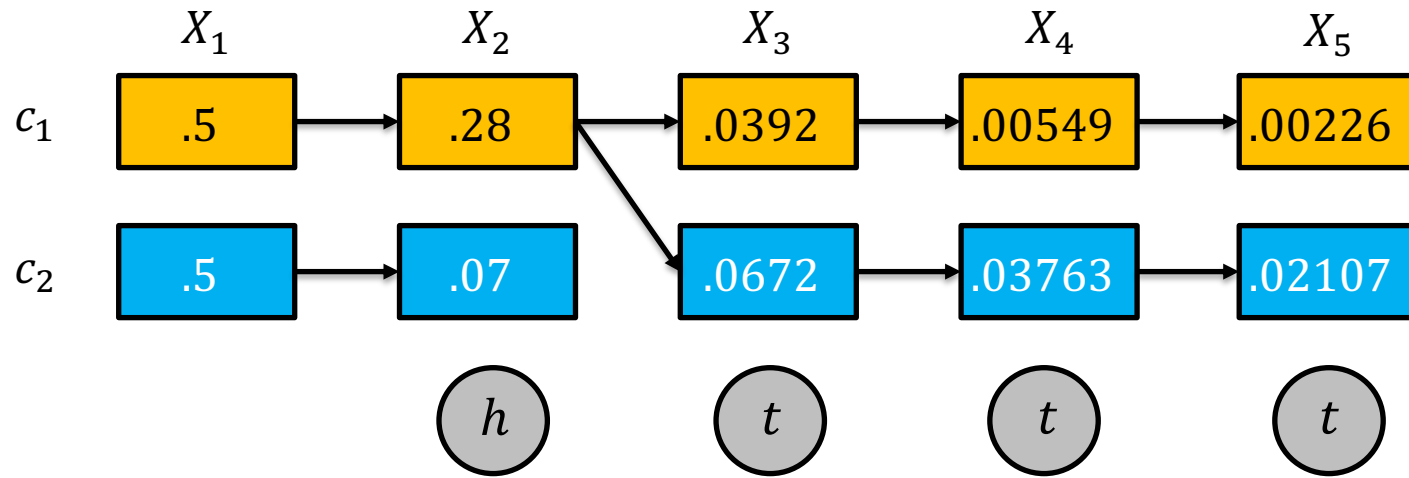 X₁ X₂ X₃ X₄ X₅
c₁ .5 .28 .0392 .00549 .00226
c₂ .5 .07 .0672 .03763 .02107
h t t t